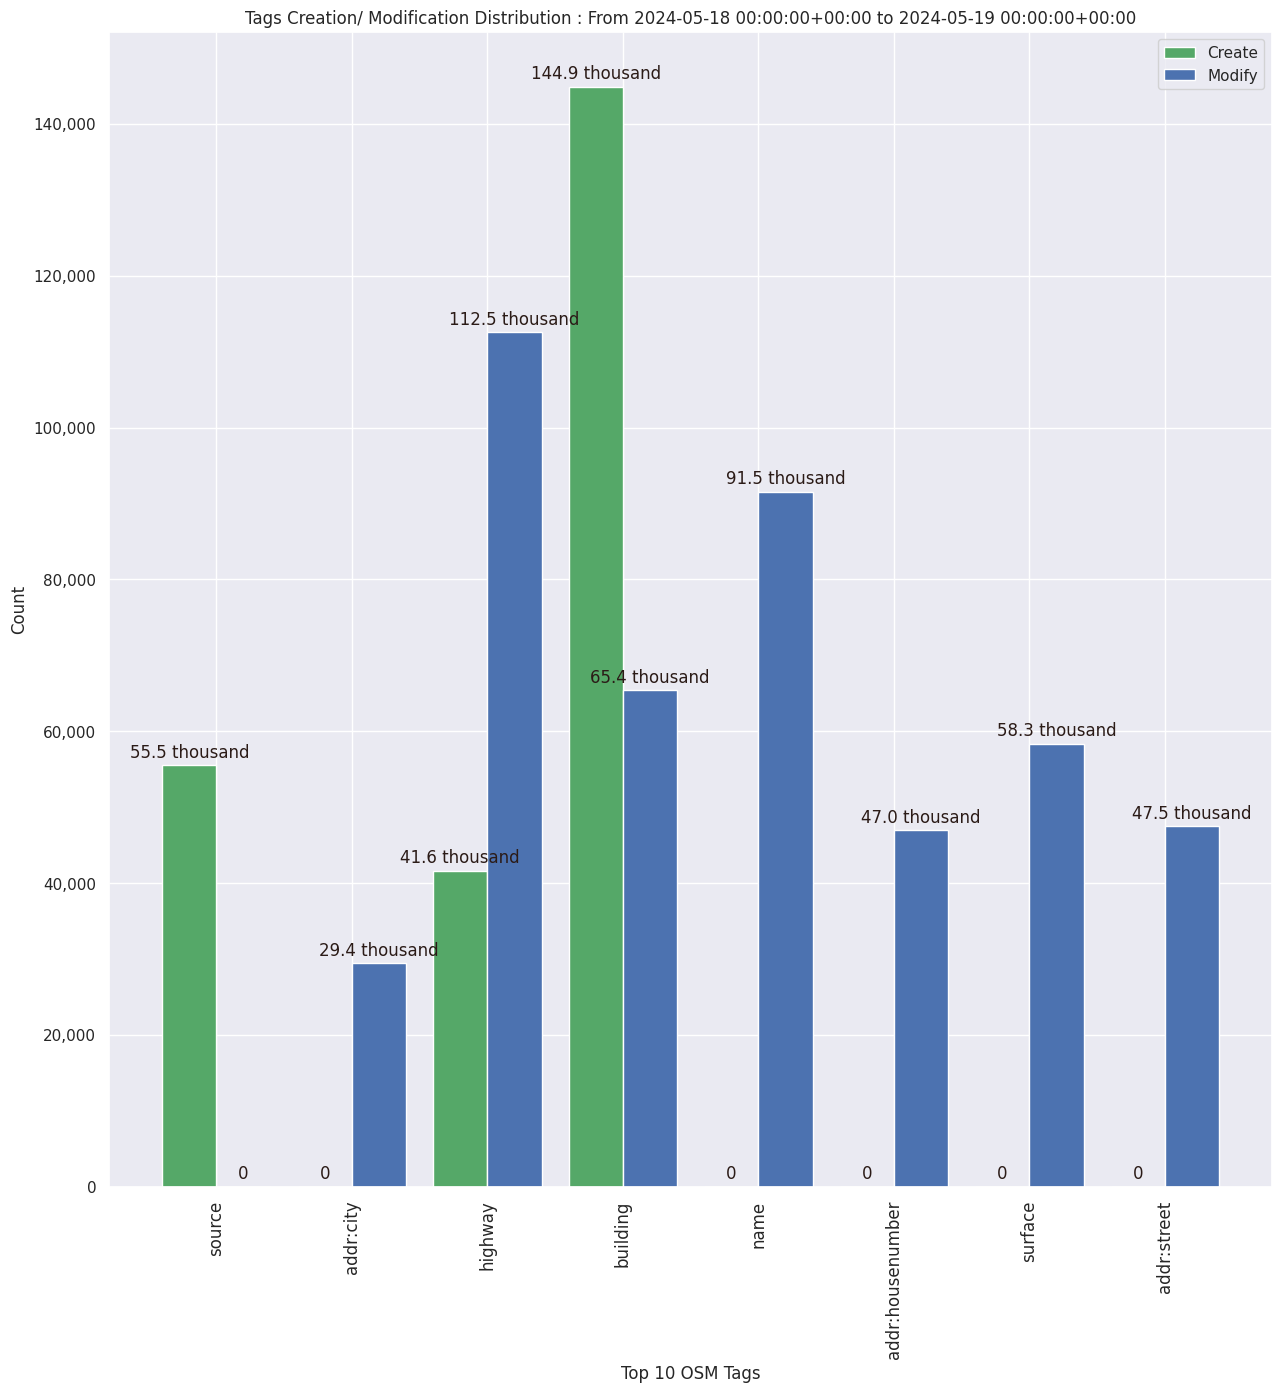 Tags Creation/ Modification Distribution : From 2024-05-18 00:00:00+00:00 to 2024-05-19 00:00:00+00:00
Create
Modify
144.9 thousand
140,000
120,000
112.5 thousand
100,000
91.5 thousand
80,000
65.4 thousand
60,000
58.3 thousand
55.5 thousand
47.5 thousand
47.0 thousand
41.6 thousand
40,000
29.4 thousand
20,000
0
0
0
0
0
0
0
Count
source
addr:city
highway
building
name
addr:housenumber
surface
addr:street
Top 10 OSM Tags